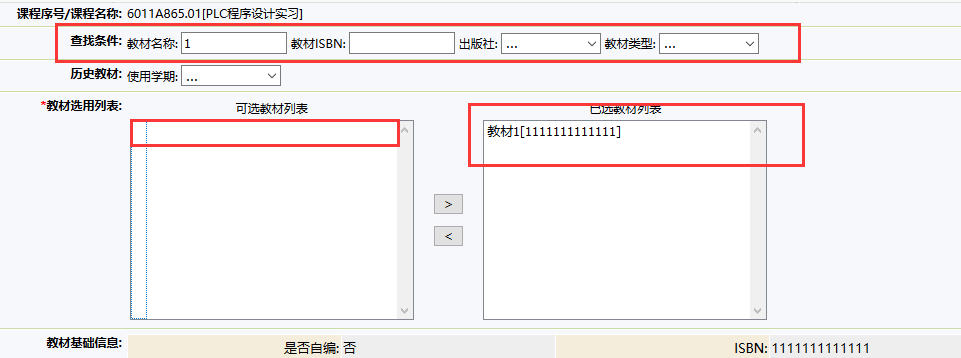 课程序号/课程名称: 6011A865.01[PLC程序设计实习]
查找条件: 教材名称: 1 教材ISBN: 出版社: ... 教材类型: ...
历史教材: 使用学期: ...
*教材选用列表: 可选教材列表 已选教材列表
教材1[1111111111111]
>
<
教材基础信息: 是否自编: 否 ISBN: 1111111111111